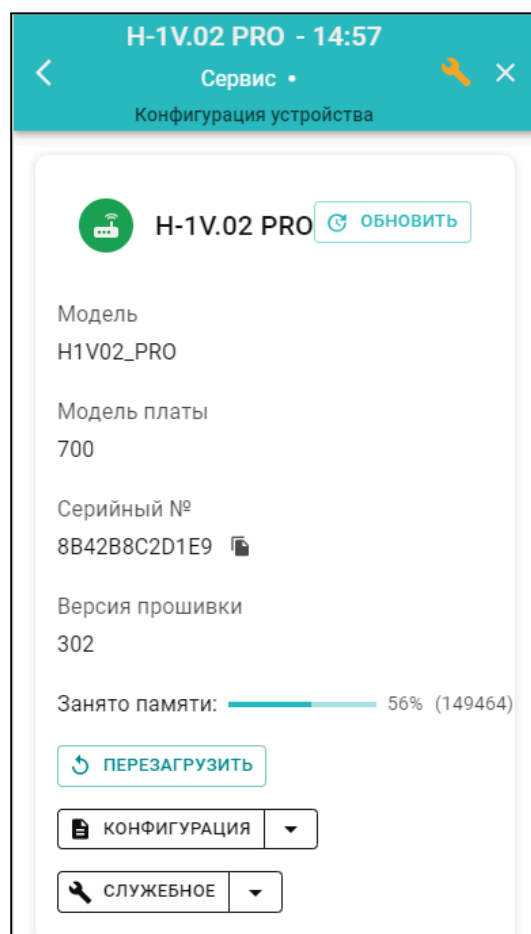 H-1V.02 PRO - 14:57
Сервис •
Конфигурация устройства
H-1V.02 PRO ОБНОВИТЬ
Модель
H1V02_PRO
Модель платы
700
Серийный №
8B42B8C2D1E9
Версия прошивки
302
Занято памяти: 56% (149464)
ПЕРЕЗАГРУЗИТЬ
КОНФИГУРАЦИЯ
СЛУЖЕБНОЕ